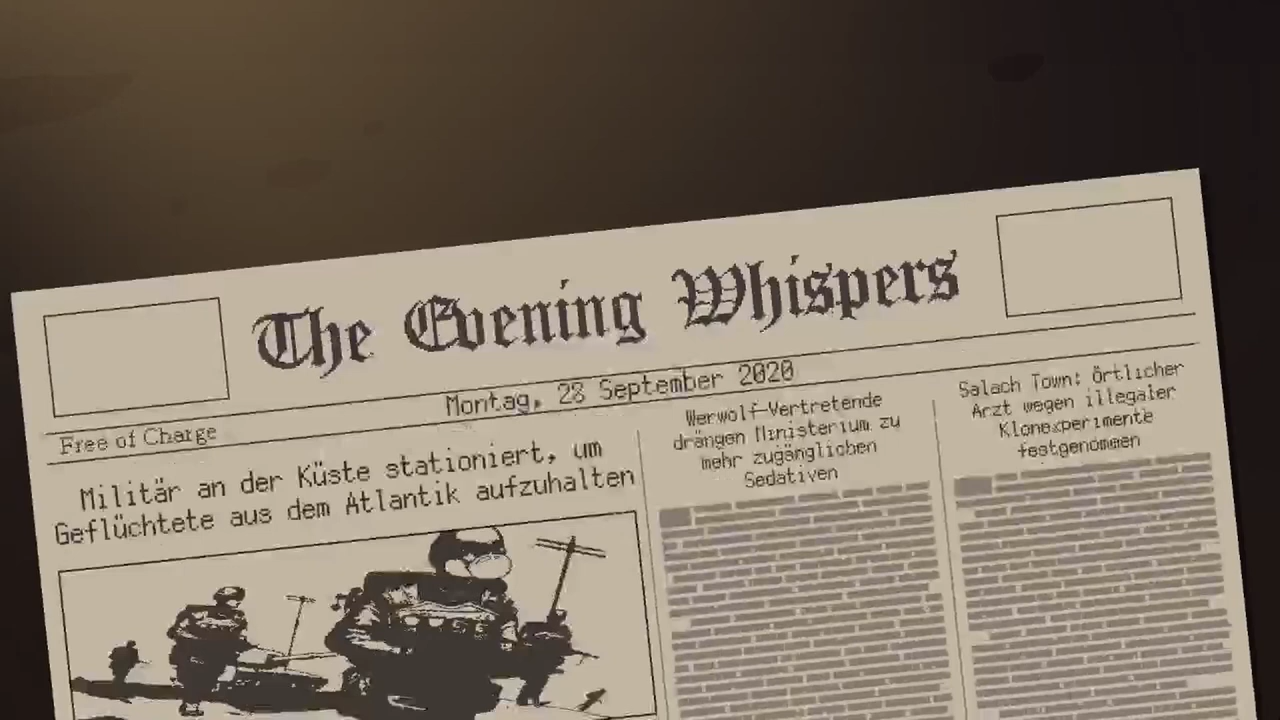 The Evening Whispers
Montag, 28 September 2020
Free of Charge
Militär an der Küste stationiert, um
Geflüchtete aus dem Atlantik aufzuhalten
Werwolf-Vertretende
drängen Ministerium zu
mehr zugänglichen
Sedativen
Salach Town: örtlicher
Arzt wegen illegaler
Klonexperimente
festgenommen